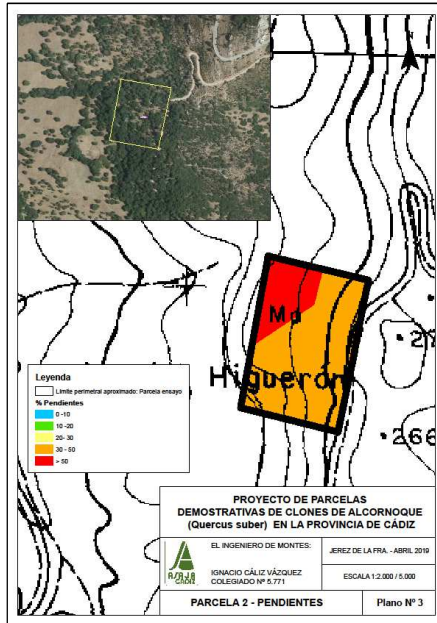 Ma
Higuerón
27
266
Leyenda
Límite perimetral aproximado: Parcela ensayo
% Pendientes
0 -10
10 -20
20- 30
30 - 50
> 50
PROYECTO DE PARCELAS
DEMOSTRATIVAS DE CLONES DE ALCORNOQUE
(Quercus suber) EN LA PROVINCIA DE CÁDIZ
ASAJA
CÁDIZ
EL INGENIERO DE MONTES:
IGNACIO CÁLIZ VÁZQUEZ
COLEGIADO Nº 5.771
JEREZ DE LA FRA. - ABRIL 2019
ESCALA 1:2.000 / 5.000
PARCELA 2 - PENDIENTES
Plano Nº 3